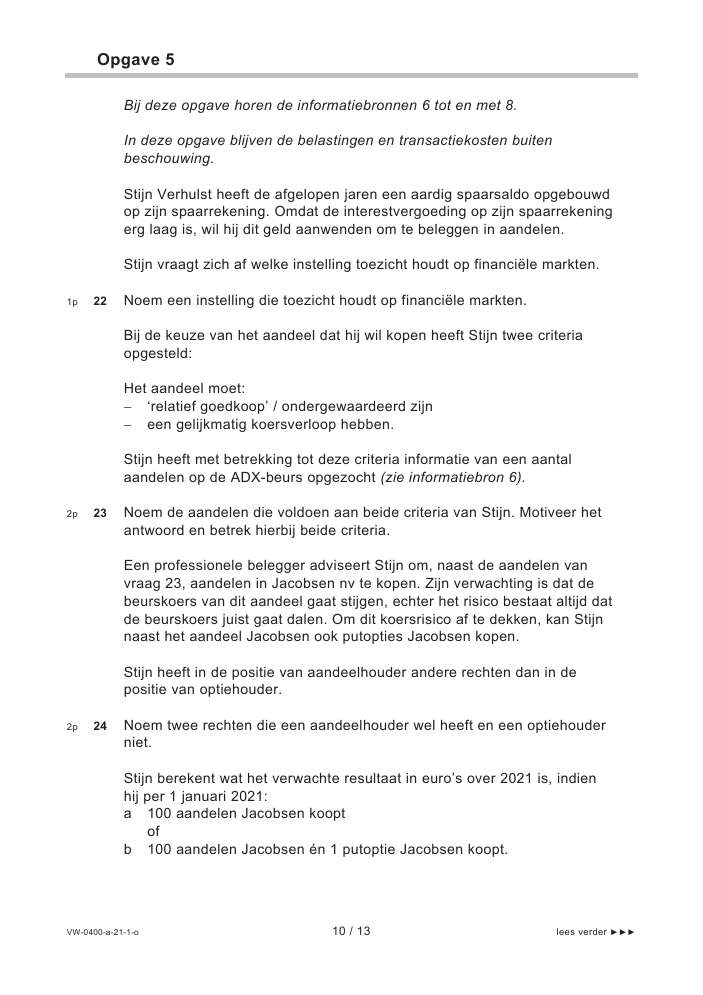 Opgave 5
Bij deze opgave horen de informatiebronnen 6 tot en met 8.
In deze opgave blijven de belastingen en transactiekosten buiten
beschouwing.
Stijn Verhulst heeft de afgelopen jaren een aardig spaarsaldo opgebouwd
op zijn spaarrekening. Omdat de interestvergoeding op zijn spaarrekening
erg laag is, wil hij dit geld aanwenden om te beleggen in aandelen.
Stijn vraagt zich af welke instelling toezicht houdt op financiële markten.
1p 22 Noem een instelling die toezicht houdt op financiële markten.
Bij de keuze van het aandeel dat hij wil kopen heeft Stijn twee criteria
opgesteld:
Het aandeel moet:
– ‘relatief goedkoop’ / ondergewaardeerd zijn
– een gelijkmatig koersverloop hebben.
Stijn heeft met betrekking tot deze criteria informatie van een aantal
aandelen op de ADX-beurs opgezocht (zie informatiebron 6).
2p 23 Noem de aandelen die voldoen aan beide criteria van Stijn. Motiveer het
antwoord en betrek hierbij beide criteria.
Een professionele belegger adviseert Stijn om, naast de aandelen van
vraag 23, aandelen in Jacobsen nv te kopen. Zijn verwachting is dat de
beurskoers van dit aandeel gaat stijgen, echter het risico bestaat altijd dat
de beurskoers juist gaat dalen. Om dit koersrisico af te dekken, kan Stijn
naast het aandeel Jacobsen ook putopties Jacobsen kopen.
Stijn heeft in de positie van aandeelhouder andere rechten dan in de
positie van optiehouder.
2p 24 Noem twee rechten die een aandeelhouder wel heeft en een optiehouder
niet.
Stijn berekent wat het verwachte resultaat in euro’s over 2021 is, indien
hij per 1 januari 2021:
a 100 aandelen Jacobsen koopt
of
b 100 aandelen Jacobsen én 1 putoptie Jacobsen koopt.
VW-0400-a-21-1-o 10 / 13 lees verder ►►►